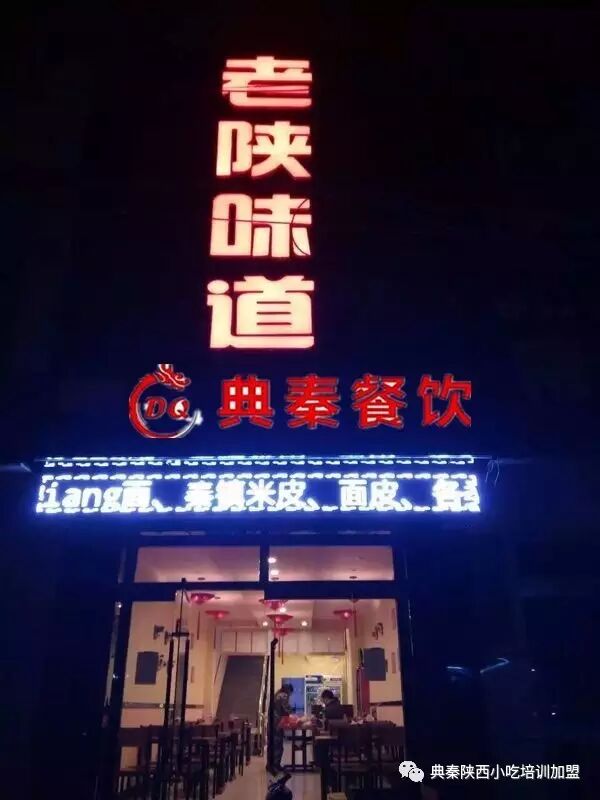 老陕味道
DQ 典秦餐饮
iang面、秦镇米皮、面皮、各
典秦陕西小吃培训加盟